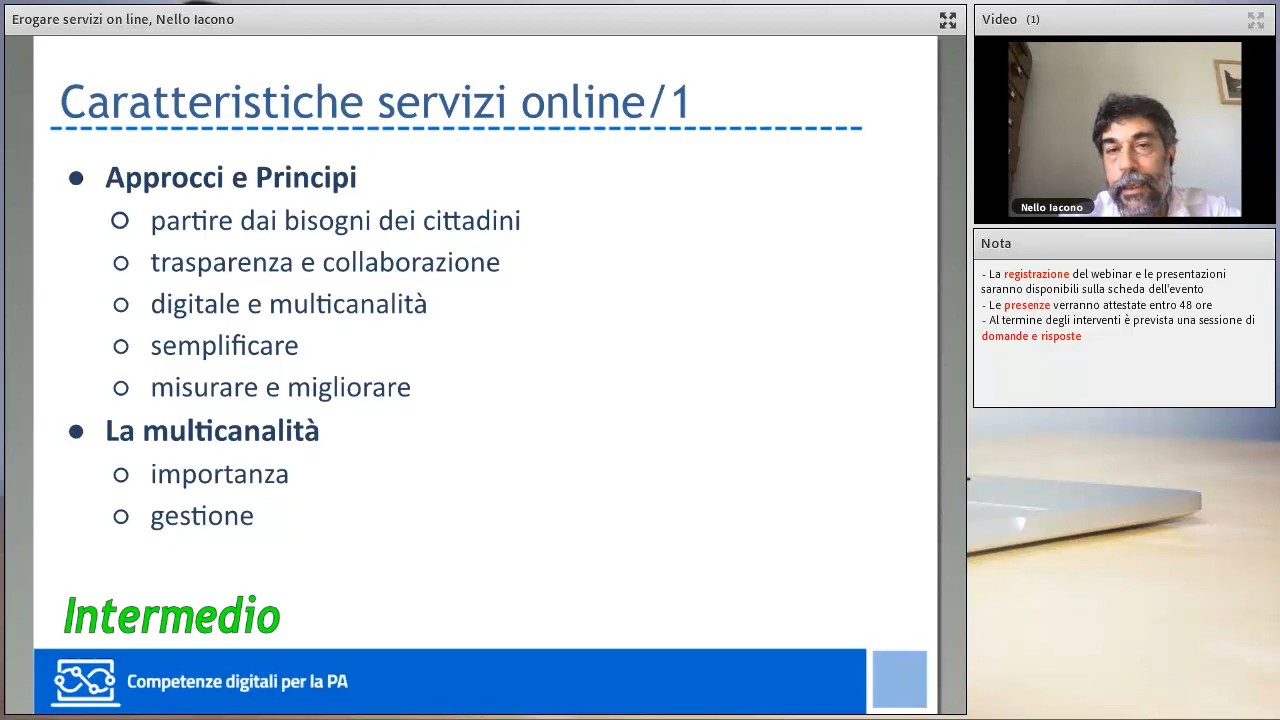 Erogare servizi on line, Nello Iacono
Caratteristiche servizi online/1
● Approcci e Principi
○ partire dai bisogni dei cittadini
○ trasparenza e collaborazione
○ digitale e multicanalità
○ semplificare
○ misurare e migliorare
● La multicanalità
○ importanza
○ gestione
Intermedio
Competenze digitali per la PA
Video (1)
Nello Iacono
Nota
- La registrazione del webinar e le presentazioni
saranno disponibili sulla scheda dell'evento
- Le presenze verranno attestate entro 48 ore
- Al termine degli interventi è prevista una sessione di
domande e risposte